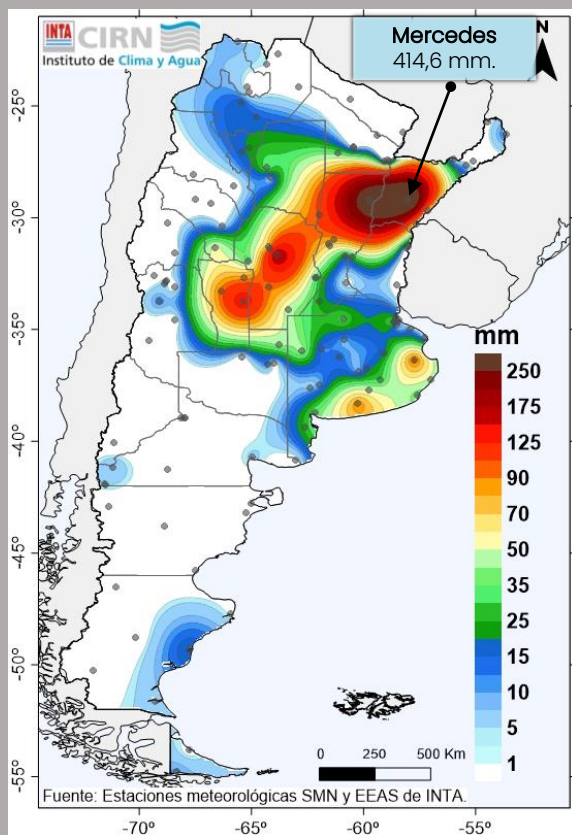 INTA CIRN
Instituto de Clima y Agua
Mercedes
414,6 mm.
N
25°
30°
35°
40°
45°
50°
55°
mm
250
175
125
90
70
50
35
25
15
10
5
1
0 250 500 Km
Fuente: Estaciones meteorológicas SMN y EEAS de INTA.
-70° -65° -60° -55°